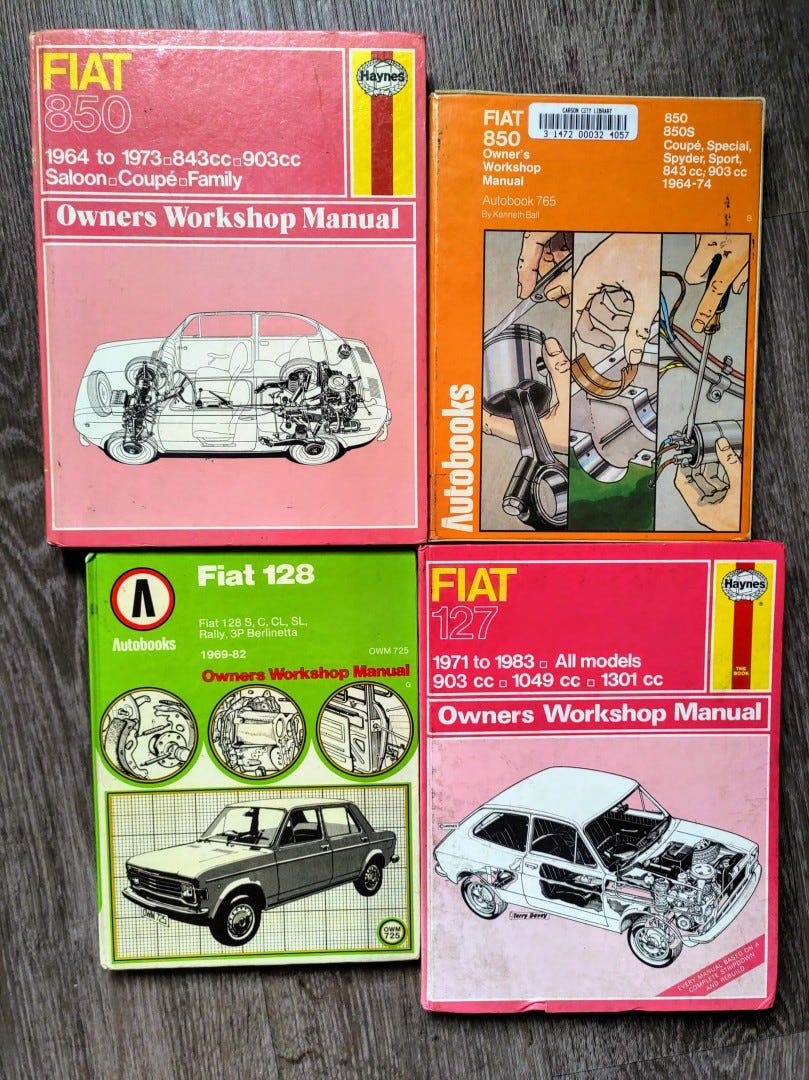 FIAT
850
1964 to 1973▫843cc▫903cc
Saloon▫Coupé▫Family
Haynes
Owners Workshop Manual
FIAT
850
Owner's
Workshop
Manual
Autobook 765
By Kenneth Ball
CARSON CITY LIBRARY
3 1472 00032 4057
850
850S
Coupé, Special,
Spyder, Sport,
843 cc; 903 cc
1964-74
B
Autobooks
Autobooks
Fiat 128
Fiat 128 S, C, CL, SL,
Rally, 3P Berlinetta
1969-82
OWM 725
Owners Workshop Manual
G
OWM 725
OWM
725
FIAT
127
1971 to 1983 ▫ All models
903 cc ▫ 1049 cc ▫ 1301 cc
Haynes
®
THE
BOOK
Owners Workshop Manual
Terry Davey
EVERY MANUAL BASED ON A
COMPLETE STRIPDOWN
AND REBUILD